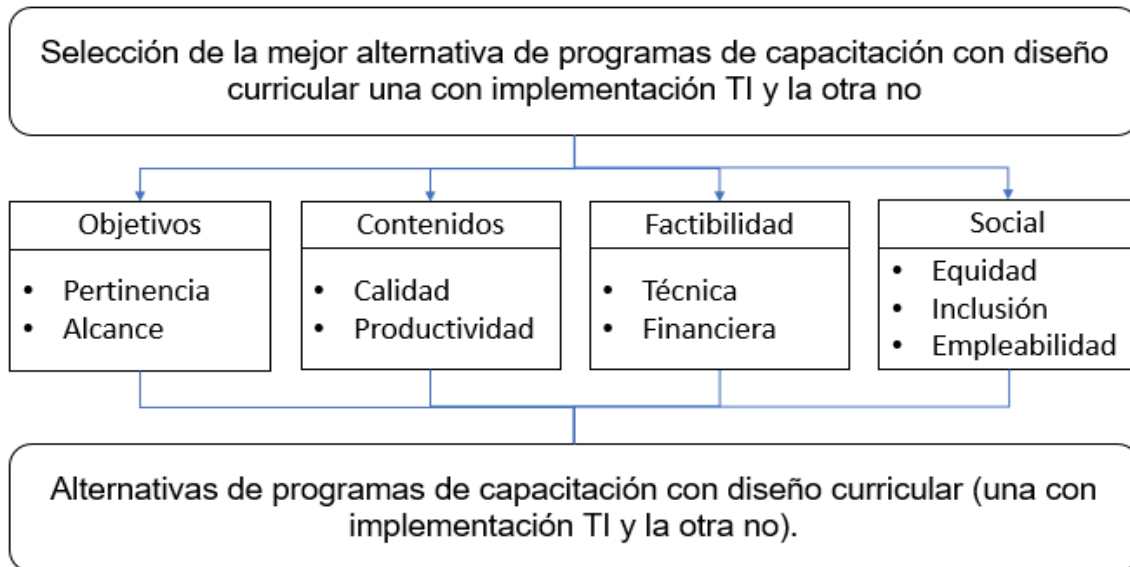 Selección de la mejor alternativa de programas de capacitación con diseño
curricular una con implementación TI y la otra no
Objetivos
• Pertinencia
• Alcance
Contenidos
• Calidad
• Productividad
Factibilidad
• Técnica
• Financiera
Social
• Equidad
• Inclusión
• Empleabilidad
Alternativas de programas de capacitación con diseño curricular (una con
implementación TI y la otra no).